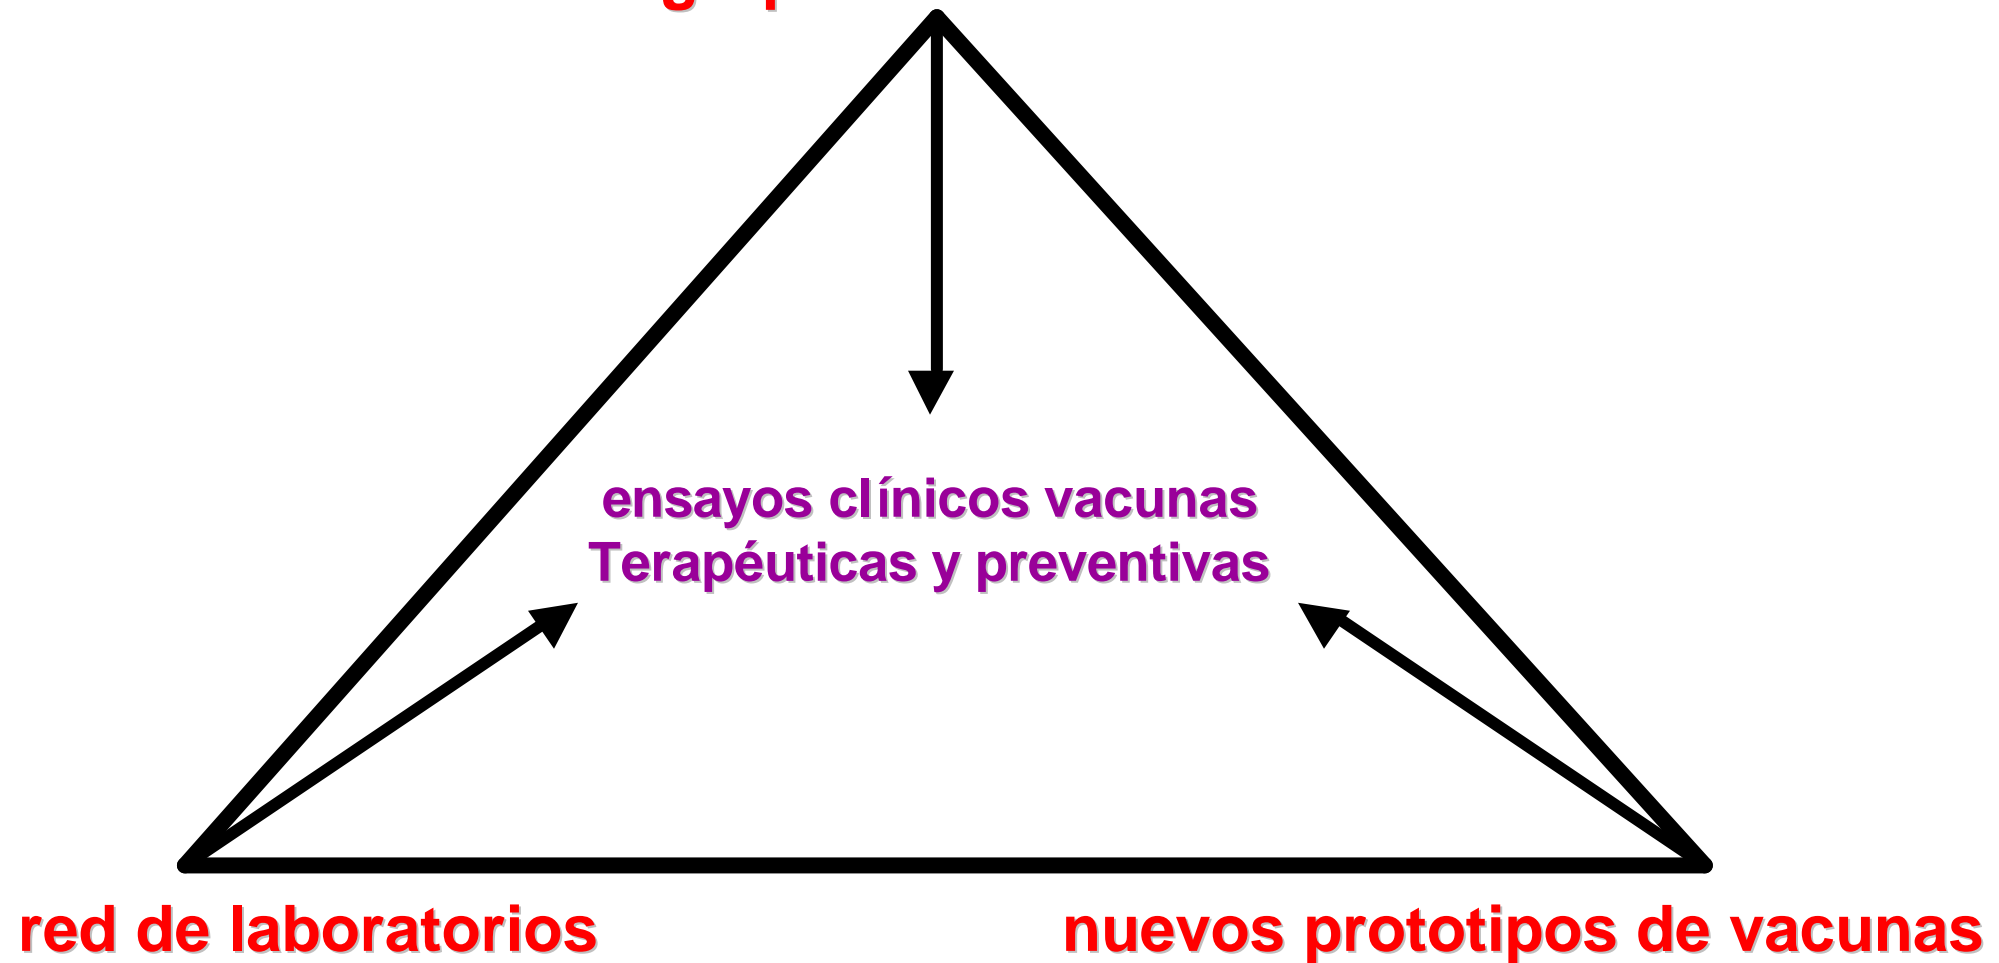 ensayos clínicos vacunas
Terapéuticas y preventivas
red de laboratorios
nuevos prototipos de vacunas